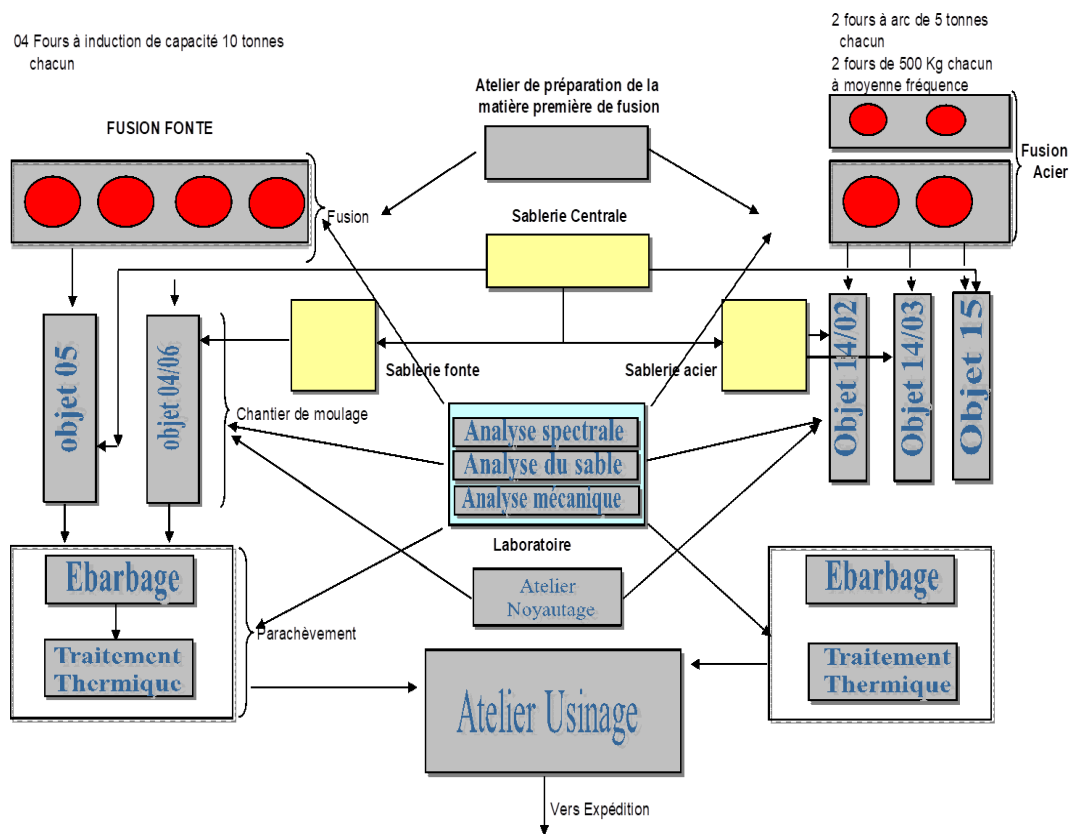 04 Fours à induction de capacité 10 tonnes
chacun
2 fours à arc de 5 tonnes
chacun
2 fours de 500 Kg chacun
à moyenne fréquence
Atelier de préparation de la
matière première de fusion
FUSION FONTE
Fusion
Acier
Fusion
Sablerie Centrale
objet 05
objet 04/06
Sablerie fonte
Sablerie acier
Objet 14/02
Objet 14/03
Objet 15
Chantier de moulage
Analyse spectrale
Analyse du sable
Analyse mécanique
Laboratoire
Ebarbage
Traitement
Thermique
Parachèvement
Atelier
Noyautage
Ebarbage
Traitement
Thermique
Atelier Usinage
Vers Expédition